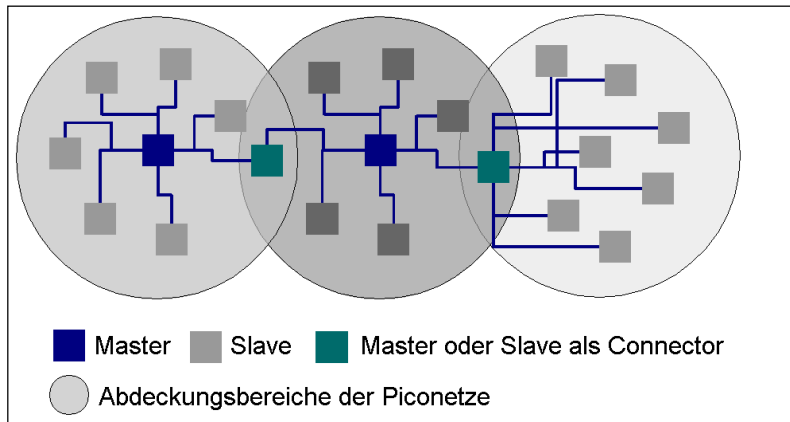 Master
Slave
Master oder Slave als Connector
Abdeckungsbereiche der Piconetze